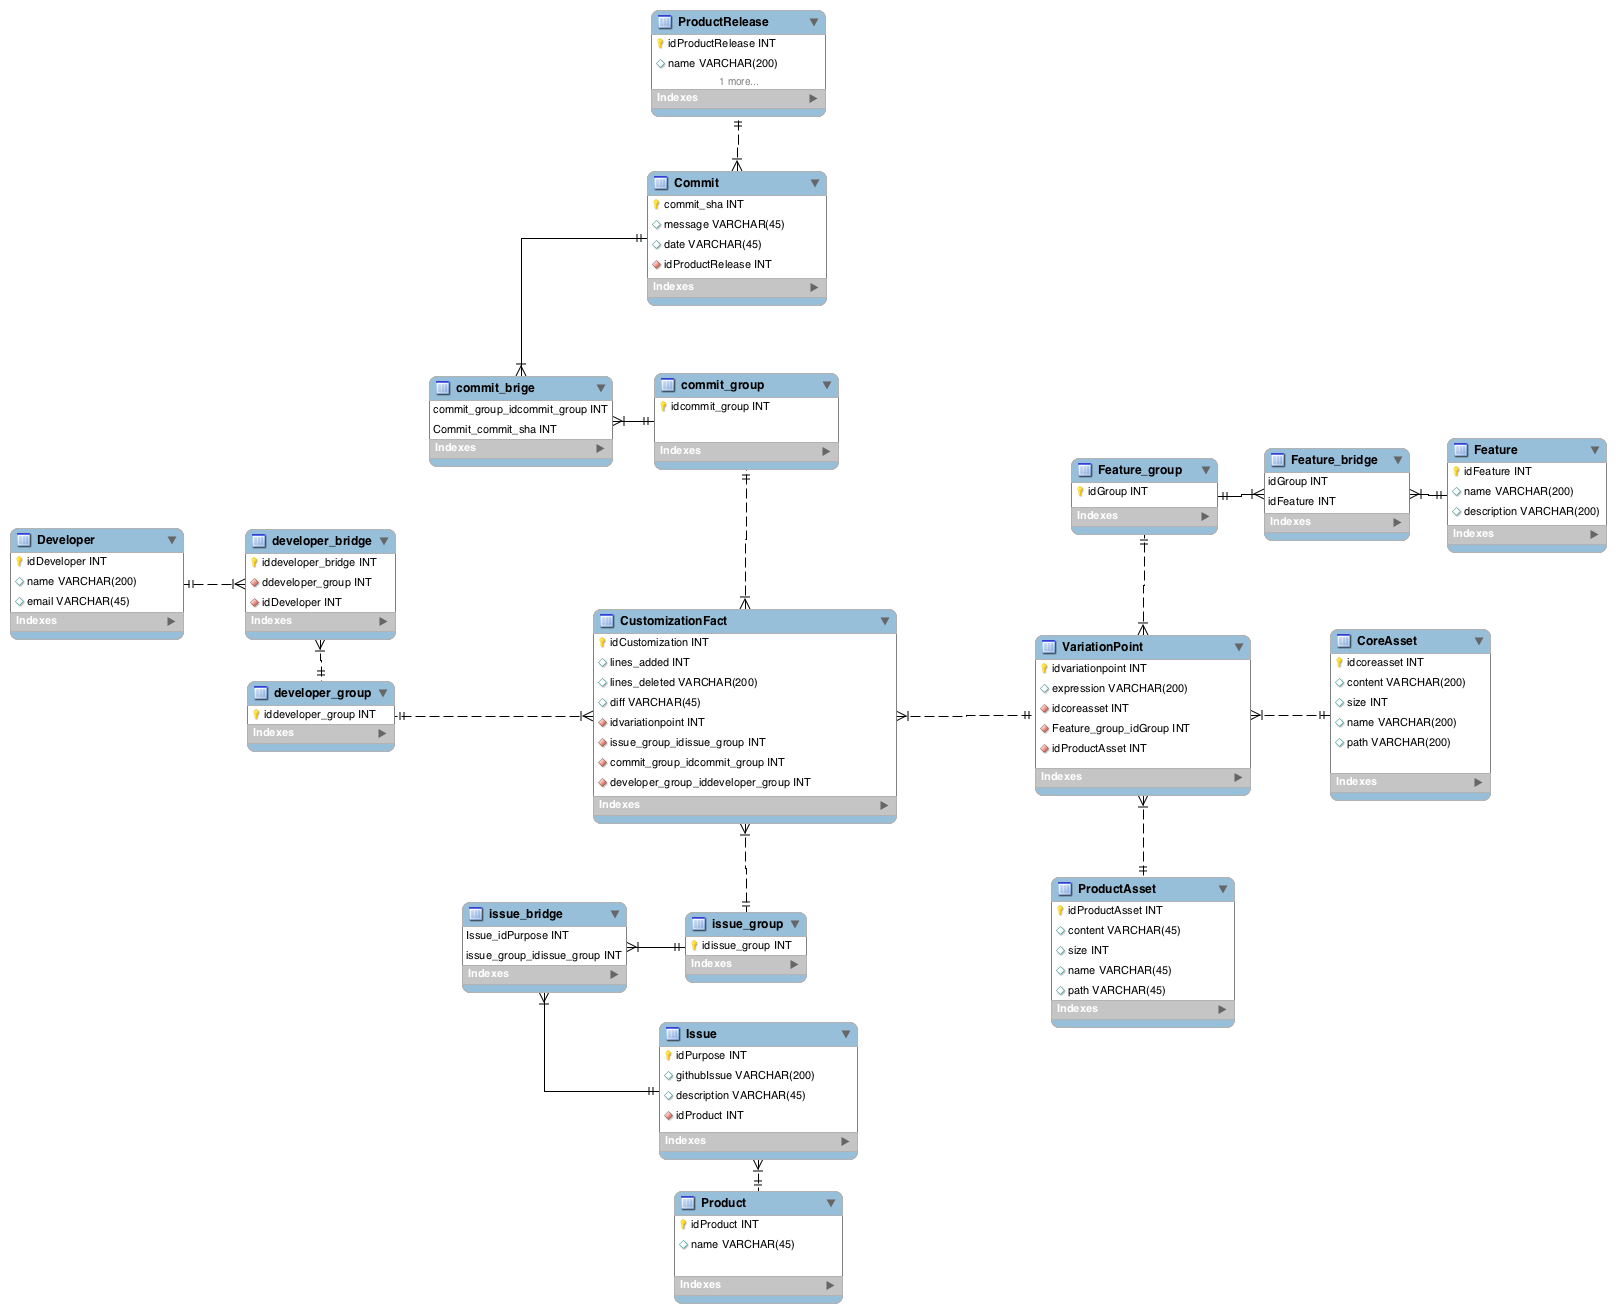 ProductRelease
idProductRelease INT
name VARCHAR(200)
1 more...
Indexes
Commit
commit_sha INT
message VARCHAR(45)
date VARCHAR(45)
idProductRelease INT
Indexes
commit_brige
commit_group_idcommit_group INT
Commit_commit_sha INT
Indexes
commit_group
idcommit_group INT
Indexes
Feature_group
idGroup INT
Indexes
Feature_bridge
idGroup INT
idFeature INT
Indexes
Feature
idFeature INT
name VARCHAR(200)
description VARCHAR(200)
Indexes
Developer
idDeveloper INT
name VARCHAR(200)
email VARCHAR(45)
Indexes
developer_bridge
iddeveloper_bridge INT
ddeveloper_group INT
idDeveloper INT
Indexes
developer_group
iddeveloper_group INT
Indexes
CustomizationFact
idCustomization INT
lines_added INT
lines_deleted VARCHAR(200)
diff VARCHAR(45)
idvariationpoint INT
issue_group_idissue_group INT
commit_group_idcommit_group INT
developer_group_iddeveloper_group INT
Indexes
VariationPoint
idvariationpoint INT
expression VARCHAR(200)
idcoreasset INT
Feature_group_idGroup INT
idProductAsset INT
Indexes
CoreAsset
idcoreasset INT
content VARCHAR(200)
size INT
name VARCHAR(200)
path VARCHAR(200)
Indexes
ProductAsset
idProductAsset INT
content VARCHAR(45)
size INT
name VARCHAR(45)
path VARCHAR(45)
Indexes
issue_bridge
Issue_idPurpose INT
issue_group_idissue_group INT
Indexes
issue_group
idissue_group INT
Indexes
Issue
idPurpose INT
githubIssue VARCHAR(200)
description VARCHAR(45)
idProduct INT
Indexes
Product
idProduct INT
name VARCHAR(45)
Indexes